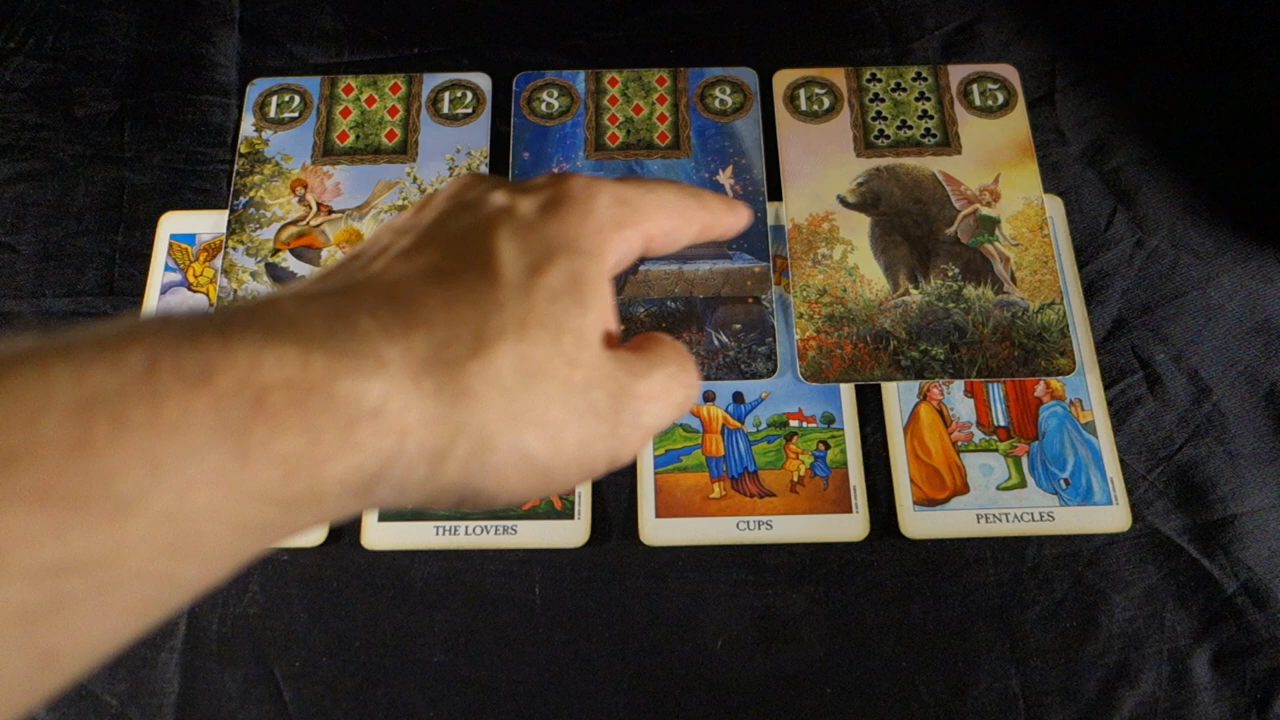 12 12
8 8
15 15
THE LOVERS
CUPS
PENTACLES